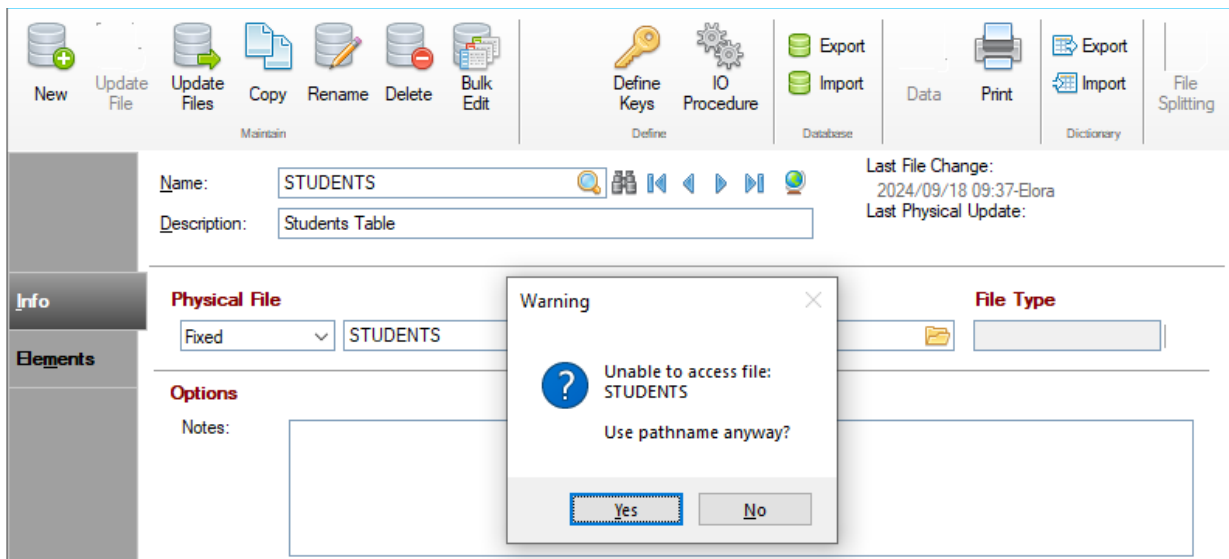 New
Update
File
Update
Files
Copy
Rename
Delete
Bulk
Edit
Maintain
Define
Keys
IO
Procedure
Define
Export
Import
Database
Data
Print
Export
Import
Dictionary
File
Splitting
Name:
STUDENTS
Last File Change:
2024/09/18 09:37-Elora
Last Physical Update:
Description:
Students Table
Info
Elements
Physical File
Fixed
STUDENTS
File Type
Options
Notes:
Warning
Unable to access file:
STUDENTS
Use pathname anyway?
Yes
No